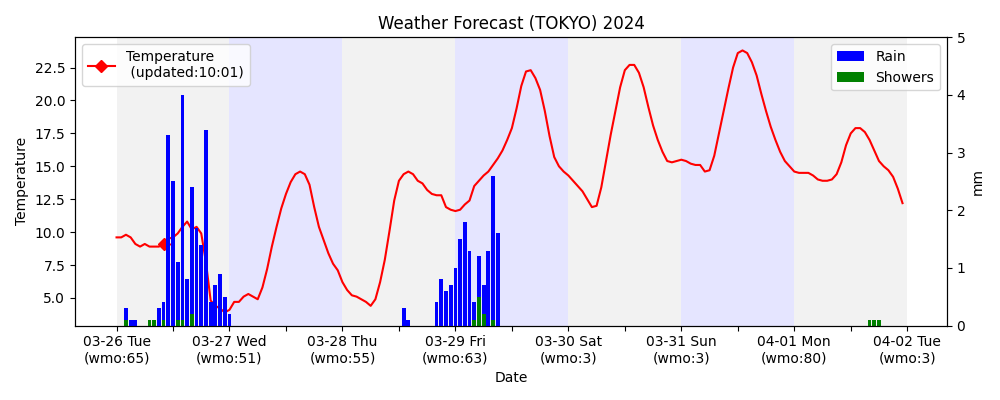 Weather Forecast (TOKYO) 2024
Temperature
(updated:10:01)
Rain
Showers
Temperature
22.5
20.0
17.5
15.0
12.5
10.0
7.5
5.0
5
4
3
2
1
0
mm
03-26 Tue
(wmo:65)
03-27 Wed
(wmo:51)
03-28 Thu
(wmo:55)
03-29 Fri
(wmo:63)
03-30 Sat
(wmo:3)
03-31 Sun
(wmo:3)
04-01 Mon
(wmo:80)
04-02 Tue
(wmo:3)
Date